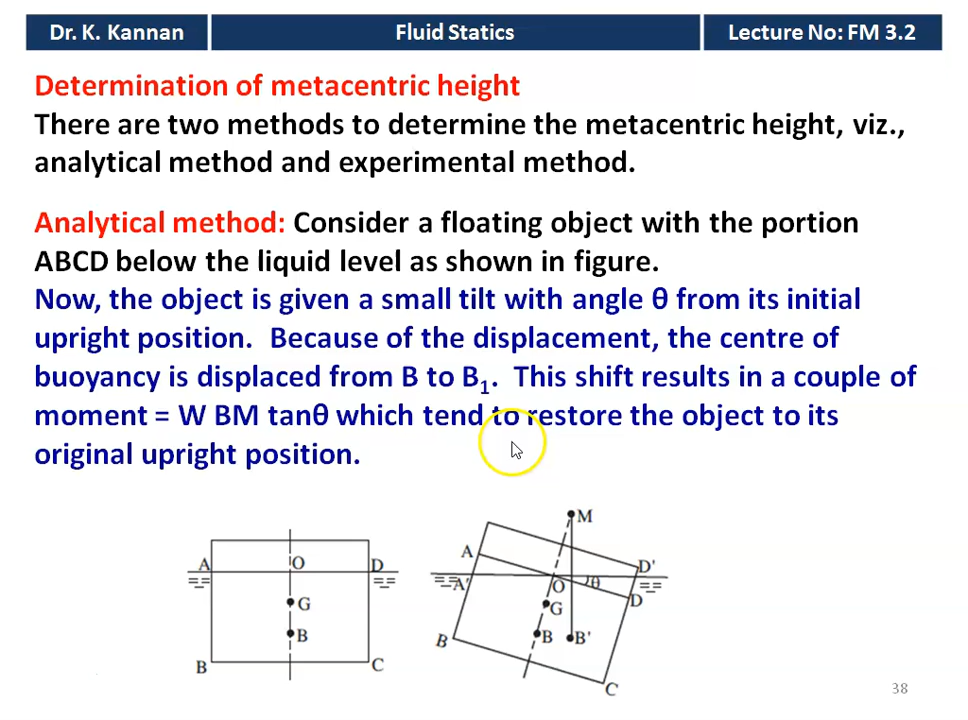 Dr. K. Kannan
Fluid Statics
Lecture No: FM 3.2
Determination of metacentric height
There are two methods to determine the metacentric height, viz.,
analytical method and experimental method.
Analytical method: Consider a floating object with the portion
ABCD below the liquid level as shown in figure.
Now, the object is given a small tilt with angle θ from its initial
upright position. Because of the displacement, the centre of
buoyancy is displaced from B to B₁. This shift results in a couple of
moment = W BM tanθ which tend to restore the object to its
original upright position.
A O D
G
B
B C
M
A D'
A' O θ
D
G
B B B'
C
38